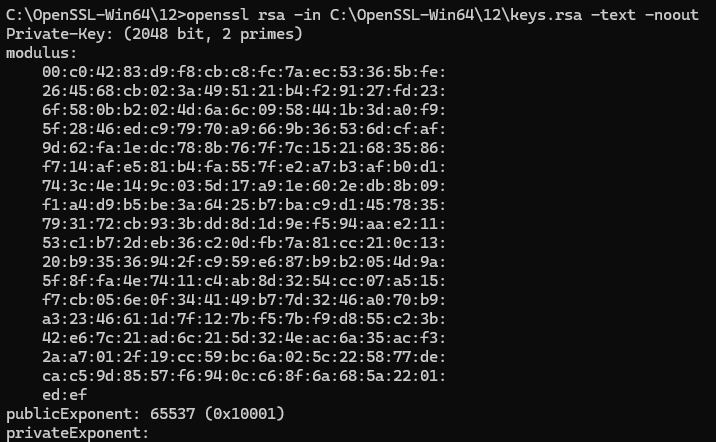 C:\OpenSSL-Win64\12>openssl rsa -in C:\OpenSSL-Win64\12\keys.rsa -text -noout
Private-Key: (2048 bit, 2 primes)
modulus:
    00:c0:42:83:d9:f8:cb:c8:fc:7a:ec:53:36:5b:fe:
    26:45:68:cb:02:3a:49:51:21:b4:f2:91:27:fd:23:
    6f:58:0b:b2:02:4d:6a:6c:09:58:44:1b:3d:a0:f9:
    5f:28:46:ed:c9:79:70:a9:66:9b:36:53:6d:cf:af:
    9d:62:fa:1e:dc:78:8b:76:7f:7c:15:21:68:35:86:
    f7:14:af:e5:81:b4:fa:55:7f:e2:a7:b3:af:b0:d1:
    74:3c:4e:14:9c:03:5d:17:a9:1e:60:2e:db:8b:09:
    f1:a4:d9:b5:be:3a:64:25:b7:ba:c9:d1:45:78:35:
    79:31:72:cb:93:3b:dd:8d:1d:9e:f5:94:aa:e2:11:
    53:c1:b7:2d:eb:36:c2:0d:fb:7a:81:cc:21:0c:13:
    20:b9:35:36:94:2f:c9:59:e6:87:b9:b2:05:4d:9a:
    5f:8f:fa:4e:74:11:c4:ab:8d:32:54:cc:07:a5:15:
    f7:cb:05:6e:0f:34:41:49:b7:7d:32:46:a0:70:b9:
    a3:23:46:61:1d:7f:12:7b:f5:7b:f9:d8:55:c2:3b:
    42:e6:7c:21:ad:6c:21:5d:32:4e:ac:6a:35:ac:f3:
    2a:a7:01:2f:19:cc:59:bc:6a:02:5c:22:58:77:de:
    ca:c5:9d:85:57:f6:94:0c:c6:8f:6a:68:5a:22:01:
    ed:ef
publicExponent: 65537 (0x10001)
privateExponent: